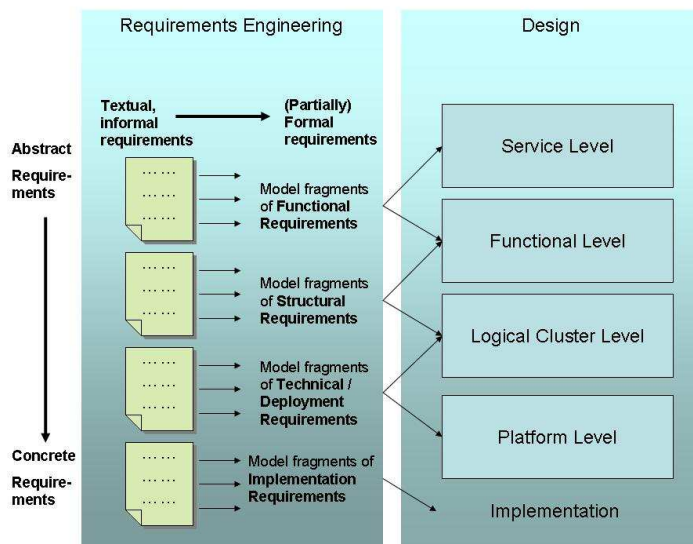 Requirements Engineering
Design
Textual,
informal
requirements
(Partially)
Formal
requirements
Abstract
Require-
ments
Service Level
......
......
......
Model fragments
of Functional
Requirements
Functional Level
......
......
......
Model fragments
of Structural
Requirements
Logical Cluster Level
......
......
......
Model fragments
of Technical /
Deployment
Requirements
Platform Level
Concrete
Require-
ments
......
......
......
Model fragments of
Implementation
Requirements
Implementation